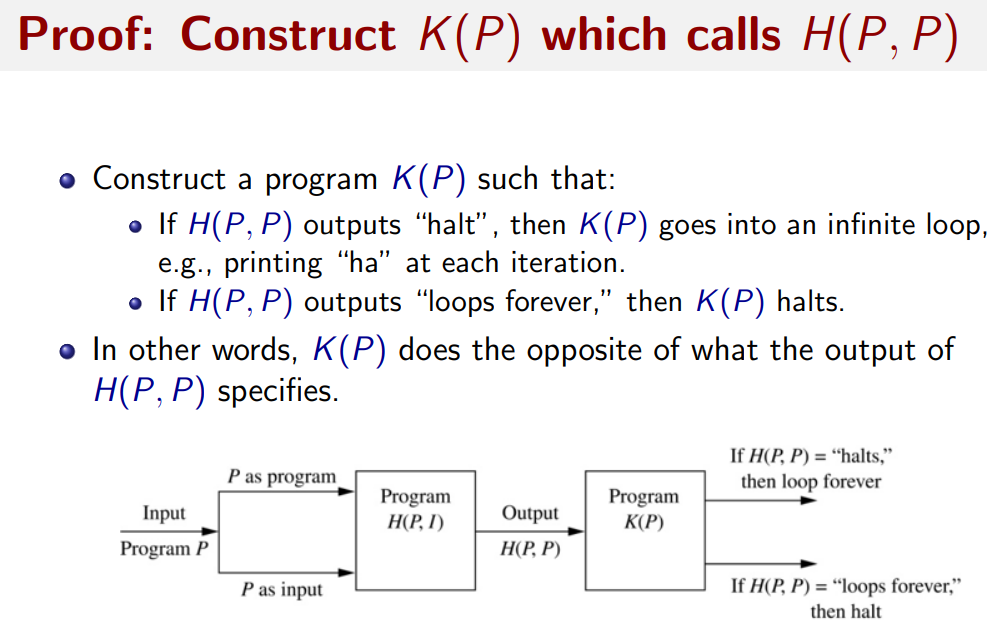 Proof: Construct K(P) which calls H(P, P)
Construct a program K(P) such that:
If H(P, P) outputs “halt”, then K(P) goes into an infinite loop,
e.g., printing “ha” at each iteration.
If H(P, P) outputs “loops forever,” then K(P) halts.
In other words, K(P) does the opposite of what the output of
H(P, P) specifies.
Input
Program P
P as program
P as input
Program
H(P, I)
Output
H(P, P)
Program
K(P)
If H(P, P) = “halts,”
then loop forever
If H(P, P) = “loops forever,”
then halt